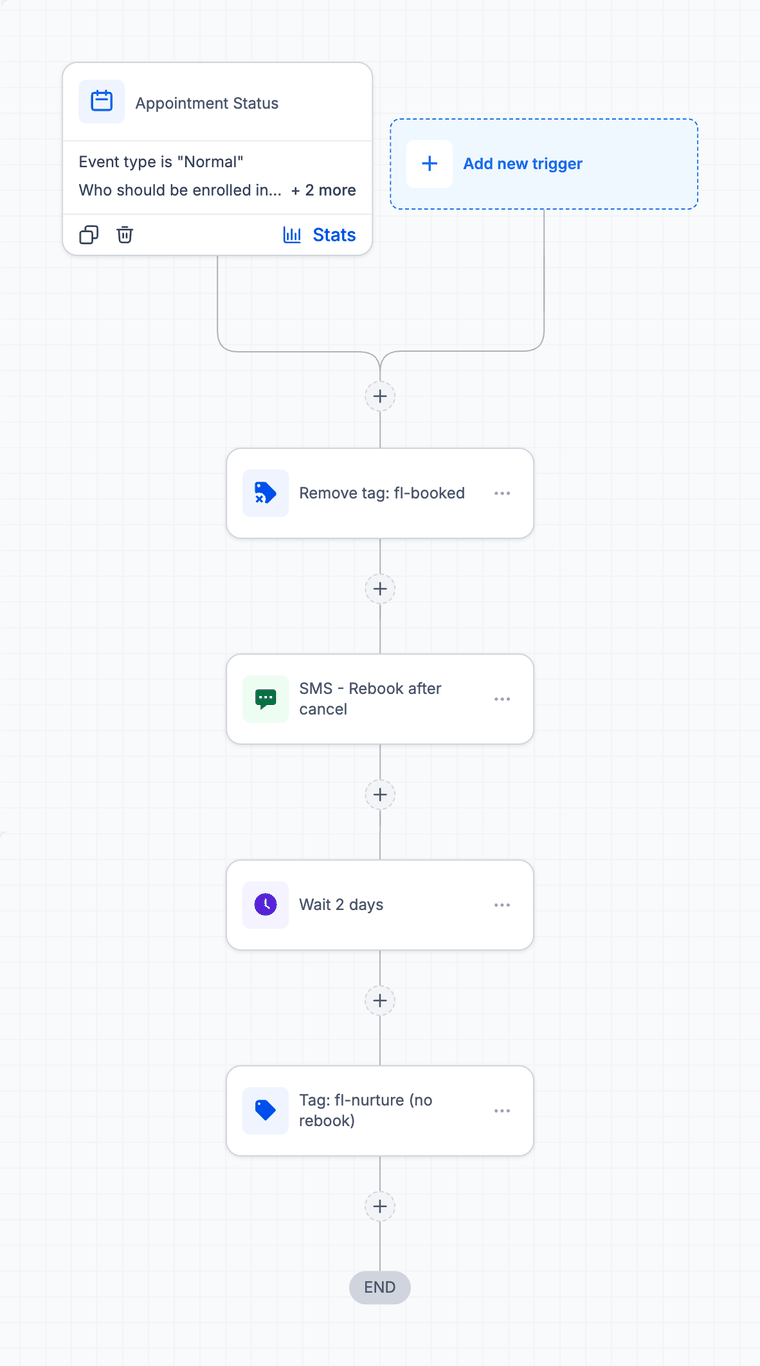 Appointment Status
Event type is "Normal"
Who should be enrolled in... + 2 more
Stats
Add new trigger
Remove tag: fl-booked
SMS - Rebook after
cancel
Wait 2 days
Tag: fl-nurture (no
rebook)
END